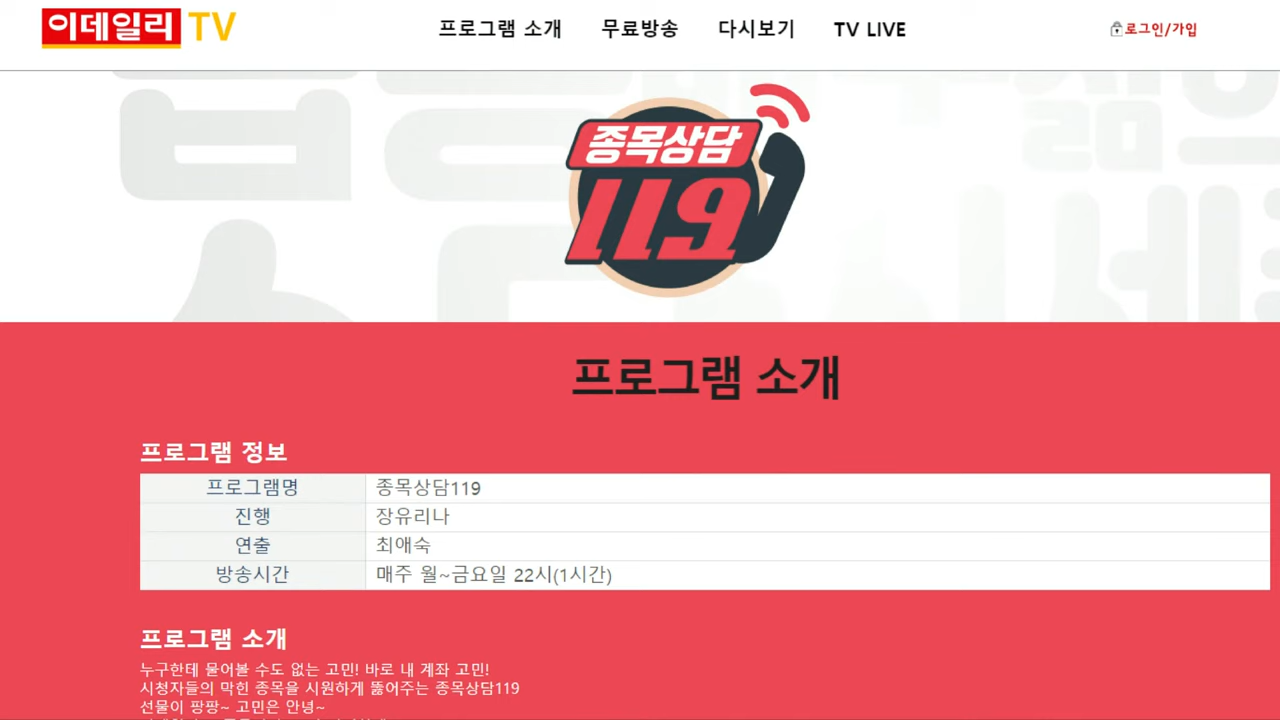 이데일리 TV
프로그램 소개 무료방송 다시보기 TV LIVE
로그인/가입
종목상담
119
프로그램 소개
프로그램 정보
프로그램명 종목상담119
진행 장유리나
연출 최애숙
방송시간 매주 월~금요일 22시(1시간)
프로그램 소개
누구한테 물어볼 수도 없는 고민! 바로 내 계좌 고민!
시청자들의 막힌 종목을 시원하게 뚫어주는 종목상담119
선물이 팡팡~ 고민은 안녕~